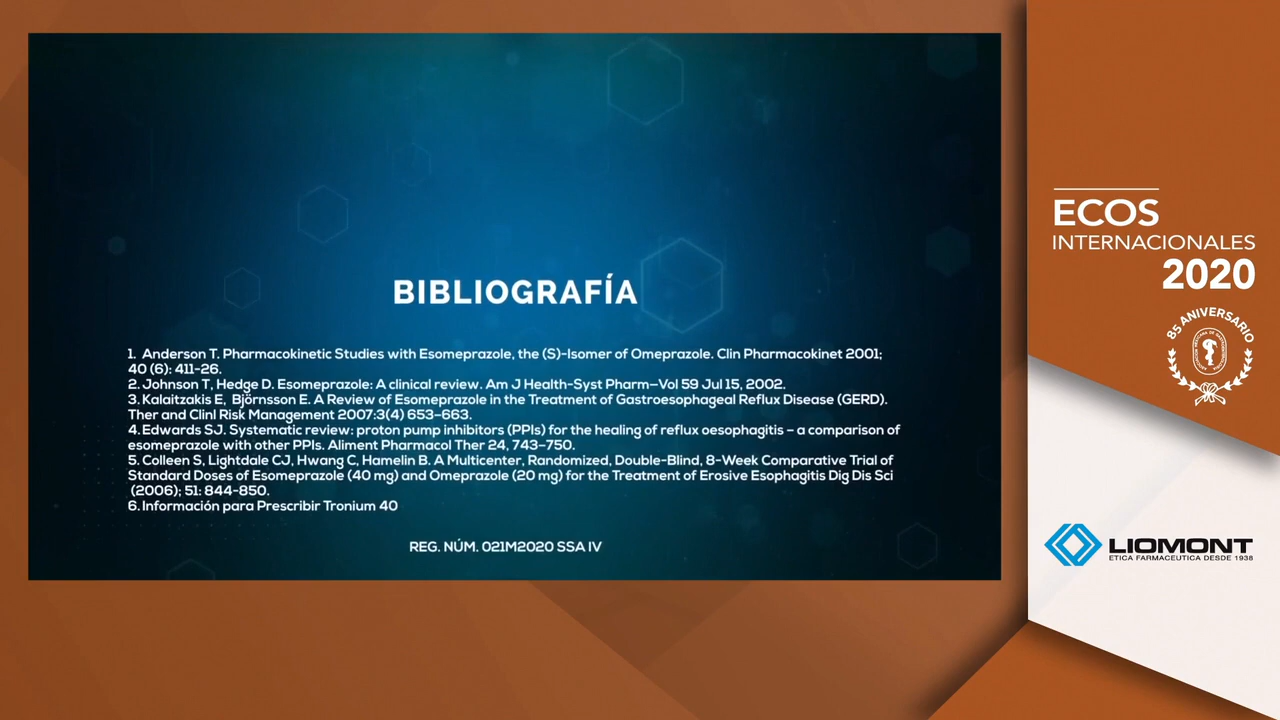 BIBLIOGRAFÍA
1. Anderson T. Pharmacokinetic Studies with Esomeprazole, the (S)-Isomer of Omeprazole. Clin Pharmacokinet 2001;
40 (6): 411-26.
2. Johnson T, Hedge D. Esomeprazole: A clinical review. Am J Health-Syst Pharm—Vol 59 Jul 15, 2002.
3. Kalaitzakis E, Björnsson E. A Review of Esomeprazole in the Treatment of Gastroesophageal Reflux Disease (GERD).
Ther and Clinl Risk Management 2007:3(4) 653–663.
4. Edwards SJ. Systematic review: proton pump inhibitors (PPIs) for the healing of reflux oesophagitis – a comparison of
esomeprazole with other PPIs. Aliment Pharmacol Ther 24, 743–750.
5. Colleen S, Lightdale CJ, Hwang C, Hamelin B. A Multicenter, Randomized, Double-Blind, 8-Week Comparative Trial of
Standard Doses of Esomeprazole (40 mg) and Omeprazole (20 mg) for the Treatment of Erosive Esophagitis Dig Dis Sci
(2006); 51: 844-850.
6. Información para Prescribir Tronium 40
REG. NÚM. 021M2020 SSA IV
ECOS
INTERNACIONALES
2020
85 ANIVERSARIO
LIOMONT
ETICA FARMACEUTICA DESDE 1938